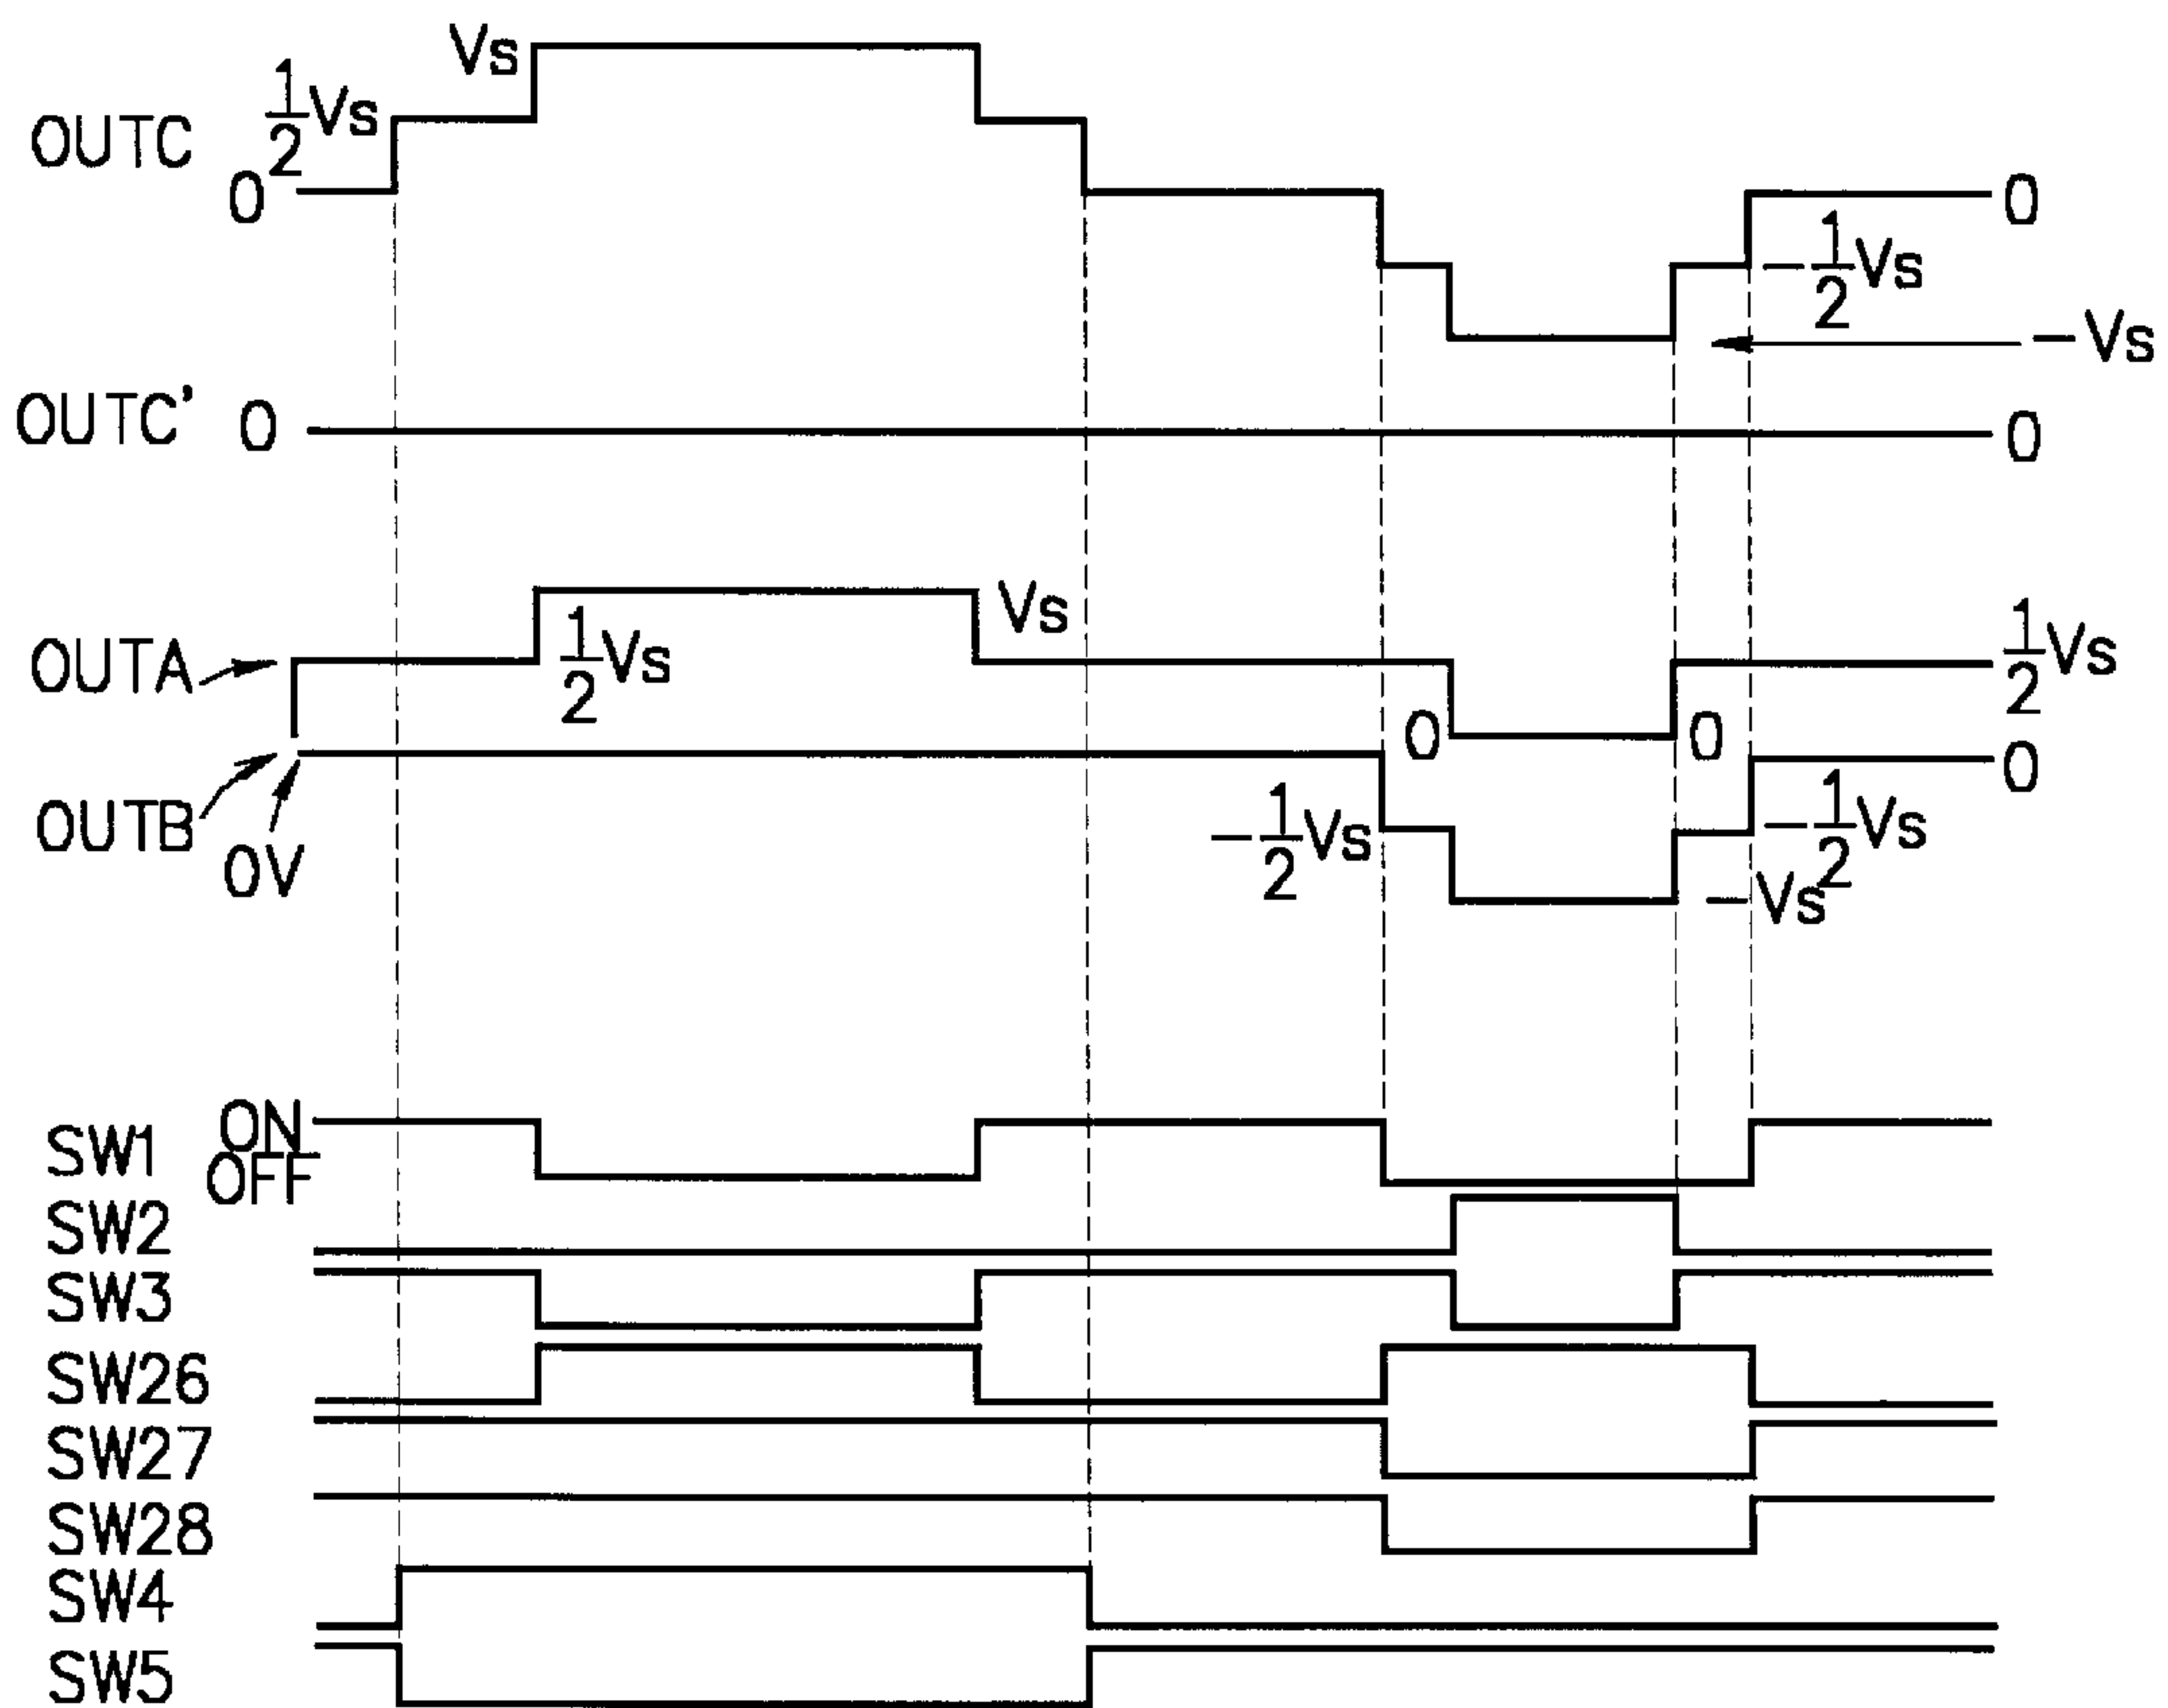 Vs
1/2 Vs
OUTC
0
0
-1/2 Vs
-Vs
OUTC' 0
0
OUTA
1/2 Vs
Vs
1/2 Vs
0
0
OUTB
0V
0
-1/2 Vs
-1/2 Vs
-Vs
SW1 ON
OFF
SW2
SW3
SW26
SW27
SW28
SW4
SW5